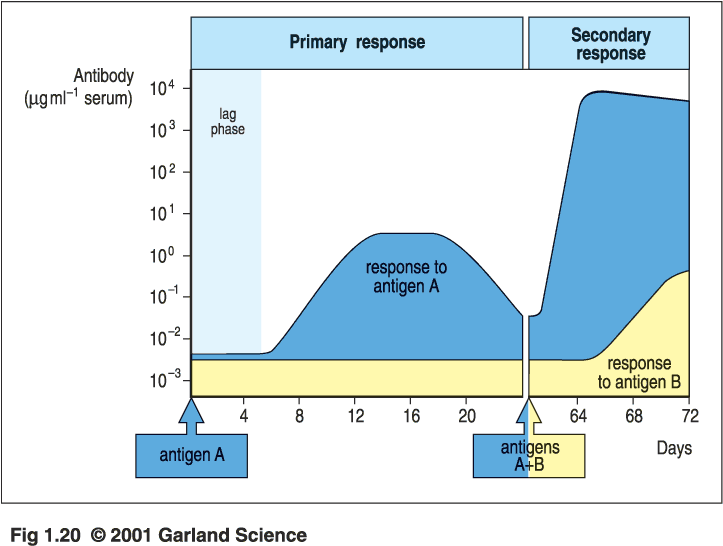 Primary response
Secondary
response
Antibody
(μg ml⁻¹ serum)
lag
phase
10⁴
10³
10²
10¹
10⁰
10⁻¹
10⁻²
10⁻³
response to
antigen A
response
to antigen B
4 8 12 16 20 64 68 72
Days
antigen A
antigens
A+B
Fig 1.20 © 2001 Garland Science